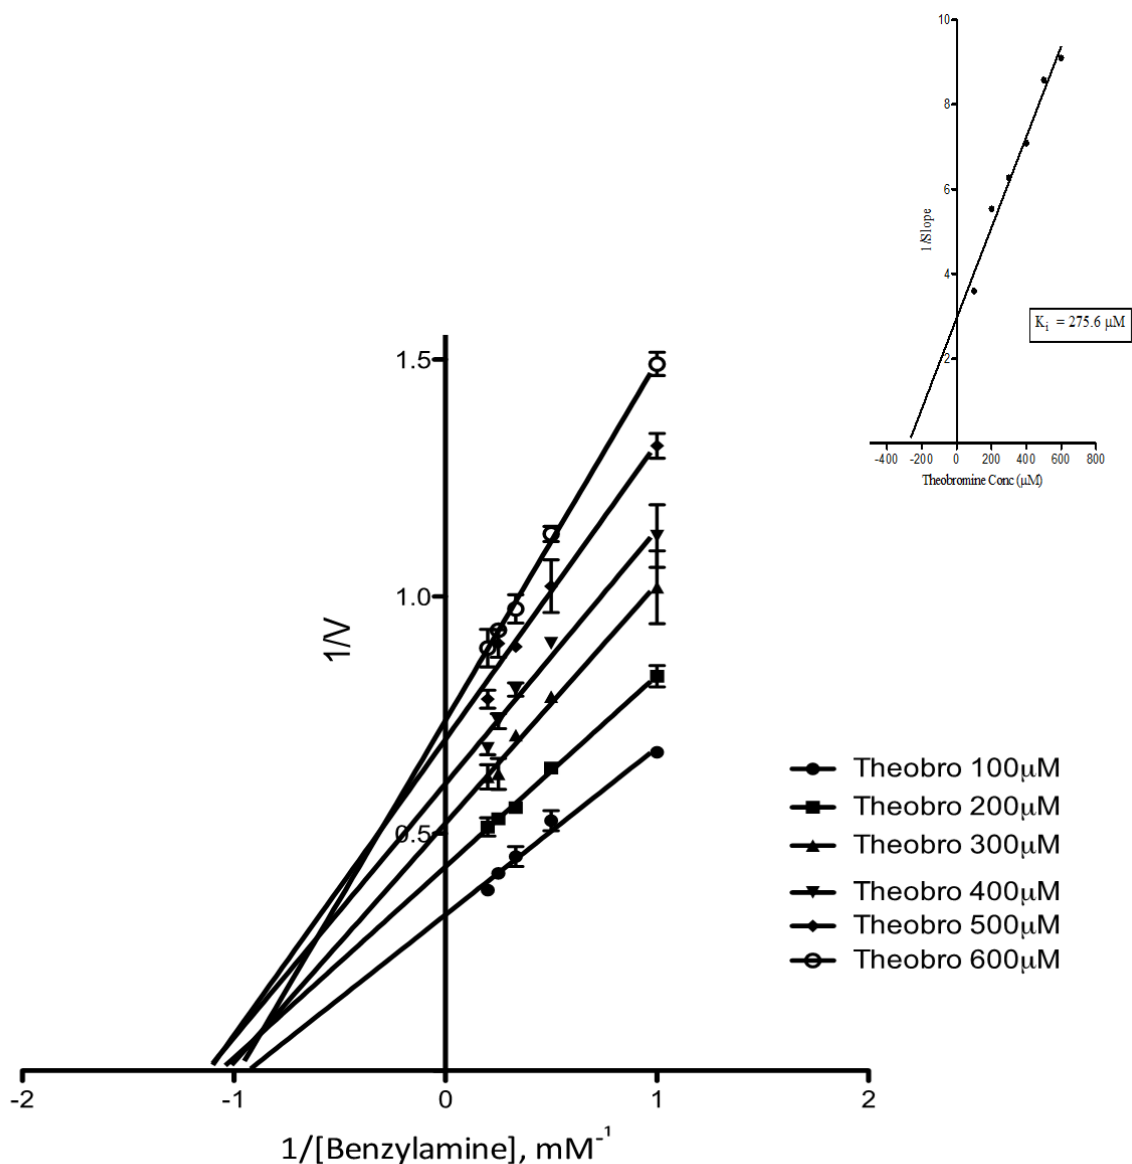 10
8
6
4
2
1/Slope
Kᵢ = 275.6 μM
-400 -200 0 200 400 600 800
Theobromine Conc (μM)
1.5
1.0
0.5
1/V
Theobro 100μM
Theobro 200μM
Theobro 300μM
Theobro 400μM
Theobro 500μM
Theobro 600μM
-2 -1 0 1 2
1/[Benzylamine], mM⁻¹